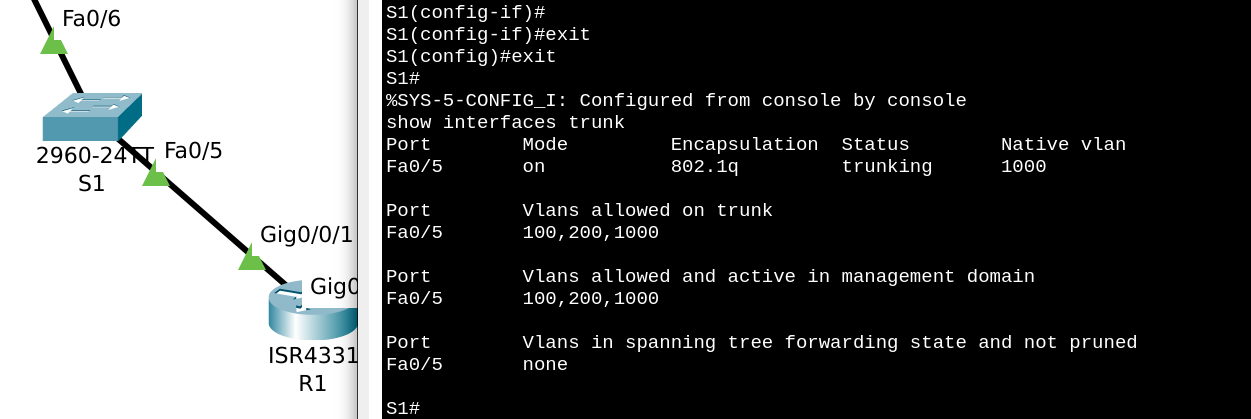 Fa0/6
2960-24TT
S1
Fa0/5
Gig0/0/1
Gig0
ISR4331
R1
S1(config-if)#
S1(config-if)#exit
S1(config)#exit
S1#
%SYS-5-CONFIG_I: Configured from console by console
show interfaces trunk
Port        Mode         Encapsulation  Status        Native vlan
Fa0/5       on           802.1q         trunking      1000
Port        Vlans allowed on trunk
Fa0/5       100,200,1000
Port        Vlans allowed and active in management domain
Fa0/5       100,200,1000
Port        Vlans in spanning tree forwarding state and not pruned
Fa0/5       none
S1#